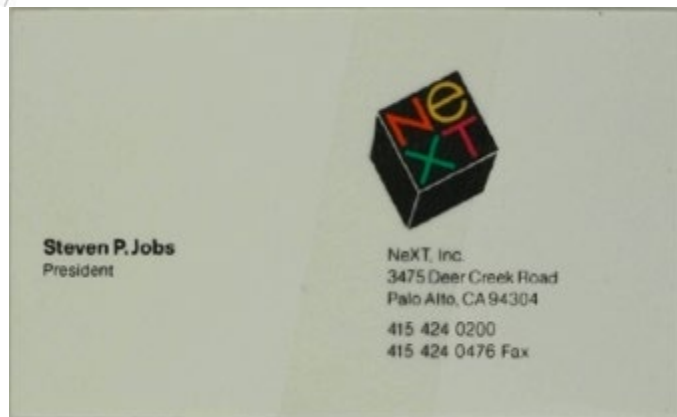 NeXT
Steven P. Jobs
President
NeXT, Inc.
3475 Deer Creek Road
Palo Alto, CA 94304
415 424 0200
415 424 0476 Fax